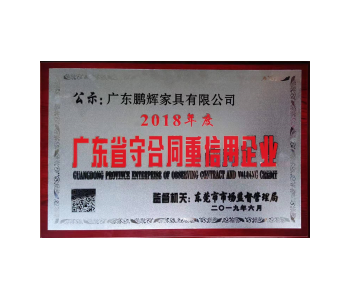 公示：广东鹏辉家具有限公司
2018年度
广东省守合同重信用企业
GUANGDONG PROVINCE ENTERPRISE OF OBSERVING CONTRACT AND VALUING CREDIT
监督机关：东莞市市场监督管理局
二〇一九年六月